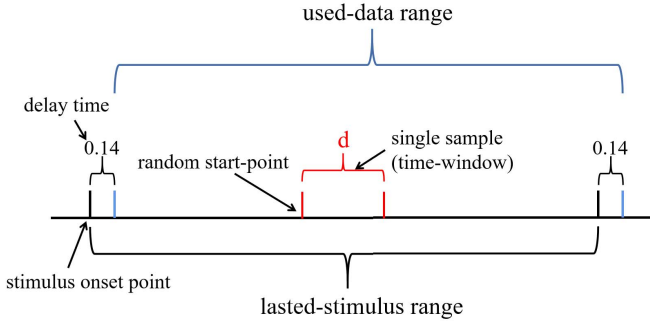 used-data range
delay time
0.14
d
single sample
(time-window)
0.14
random start-point
stimulus onset point
lasted-stimulus range